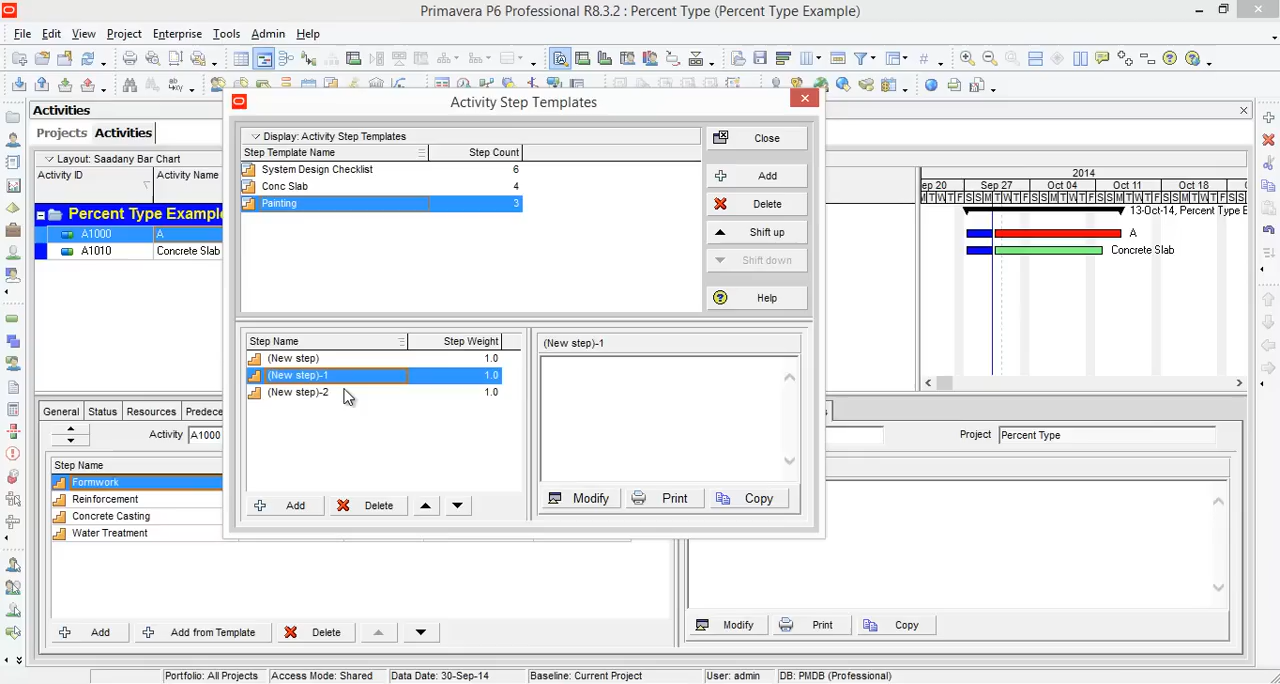 Primavera P6 Professional R8.3.2 : Percent Type (Percent Type Example)
File Edit View Project Enterprise Tools Admin Help
Activities
Projects Activities
Layout: Saadany Bar Chart
Activity ID Activity Name
Percent Type Example
A1000 A
A1010 Concrete Slab
2014
ep 20 Sep 27 Oct 04 Oct 11 Oct 18
13-Oct-14, Percent Type E
A
Concrete Slab
Activity Step Templates
Display: Activity Step Templates
Step Template Name Step Count
System Design Checklist 6
Conc Slab 4
Painting 3
Close
Add
Delete
Shift up
Shift down
Help
Step Name Step Weight
(New step) 1.0
(New step)-1 1.0
(New step)-2 1.0
Add Delete
(New step)-1
Modify Print Copy
General Status Resources Predece
Activity A1000
Project Percent Type
Step Name
Formwork
Reinforcement
Concrete Casting
Water Treatment
Add Add from Template Delete
Modify Print Copy
Portfolio: All Projects Access Mode: Shared Data Date: 30-Sep-14 Baseline: Current Project User: admin DB: PMDB (Professional)